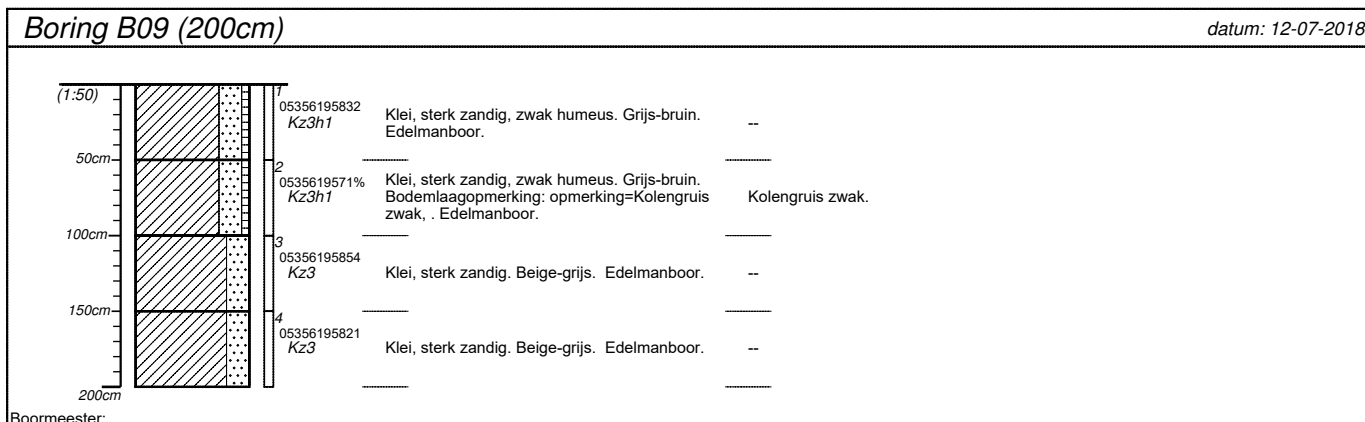 Boring B09 (200cm)
datum: 12-07-2018
(1:50)
1
05356195832
Kz3h1
Klei, sterk zandig, zwak humeus. Grijs-bruin.
Edelmanboor.
--
50cm
2
0535619571%
Kz3h1
Klei, sterk zandig, zwak humeus. Grijs-bruin.
Bodemlaagopmerking: opmerking=Kolengruis
zwak, . Edelmanboor.
Kolengruis zwak.
100cm
3
05356195854
Kz3
Klei, sterk zandig. Beige-grijs. Edelmanboor.
--
150cm
4
05356195821
Kz3
Klei, sterk zandig. Beige-grijs. Edelmanboor.
--
200cm
Boormeester: